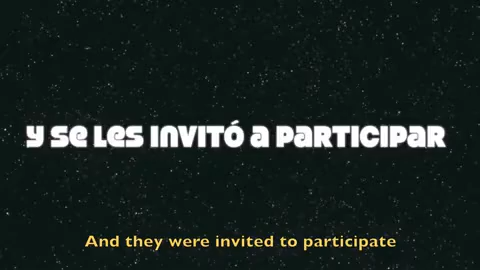 Y SE LES INVITÓ A PARTICIPAR
And they were invited to participate